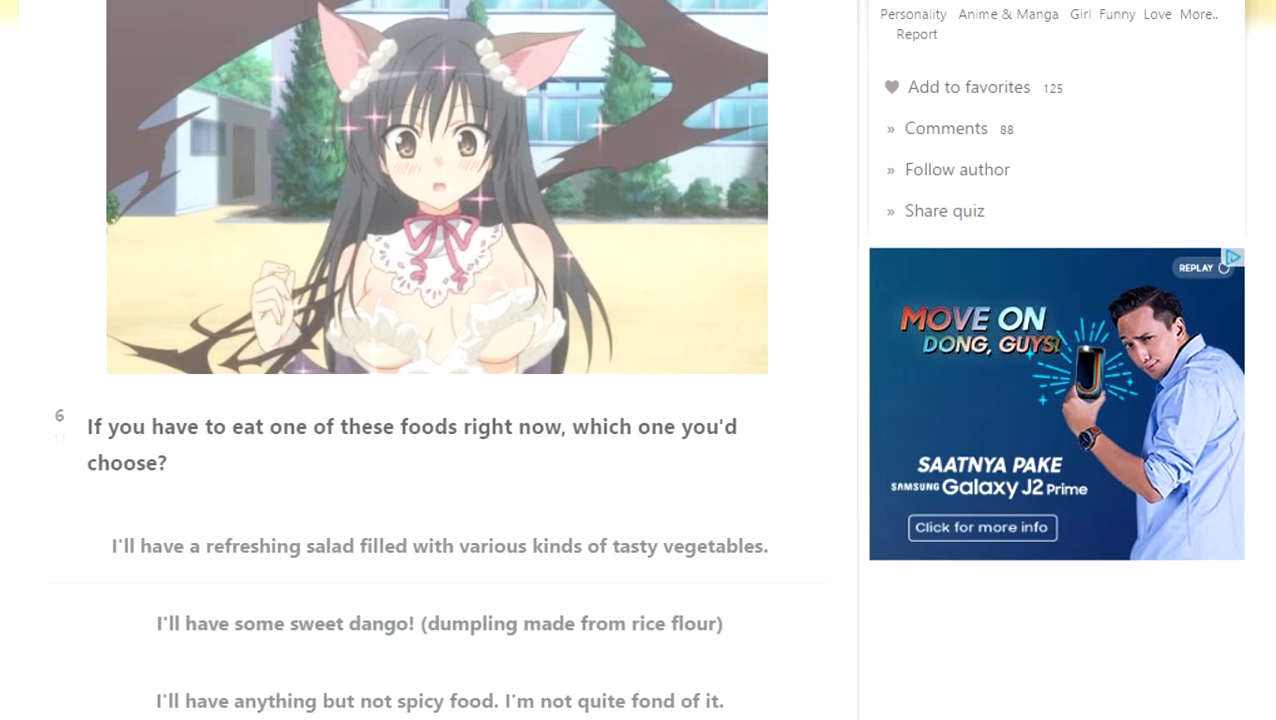 Personality Anime & Manga Girl Funny Love More..
Report
Add to favorites 125
» Comments 88
» Follow author
» Share quiz
REPLAY
MOVE ON
DONG, GUYS!
SAATNYA PAKE
SAMSUNG Galaxy J2 Prime
Click for more info
6
11
If you have to eat one of these foods right now, which one you'd
choose?
I'll have a refreshing salad filled with various kinds of tasty vegetables.
I'll have some sweet dango! (dumpling made from rice flour)
I'll have anything but not spicy food. I'm not quite fond of it.